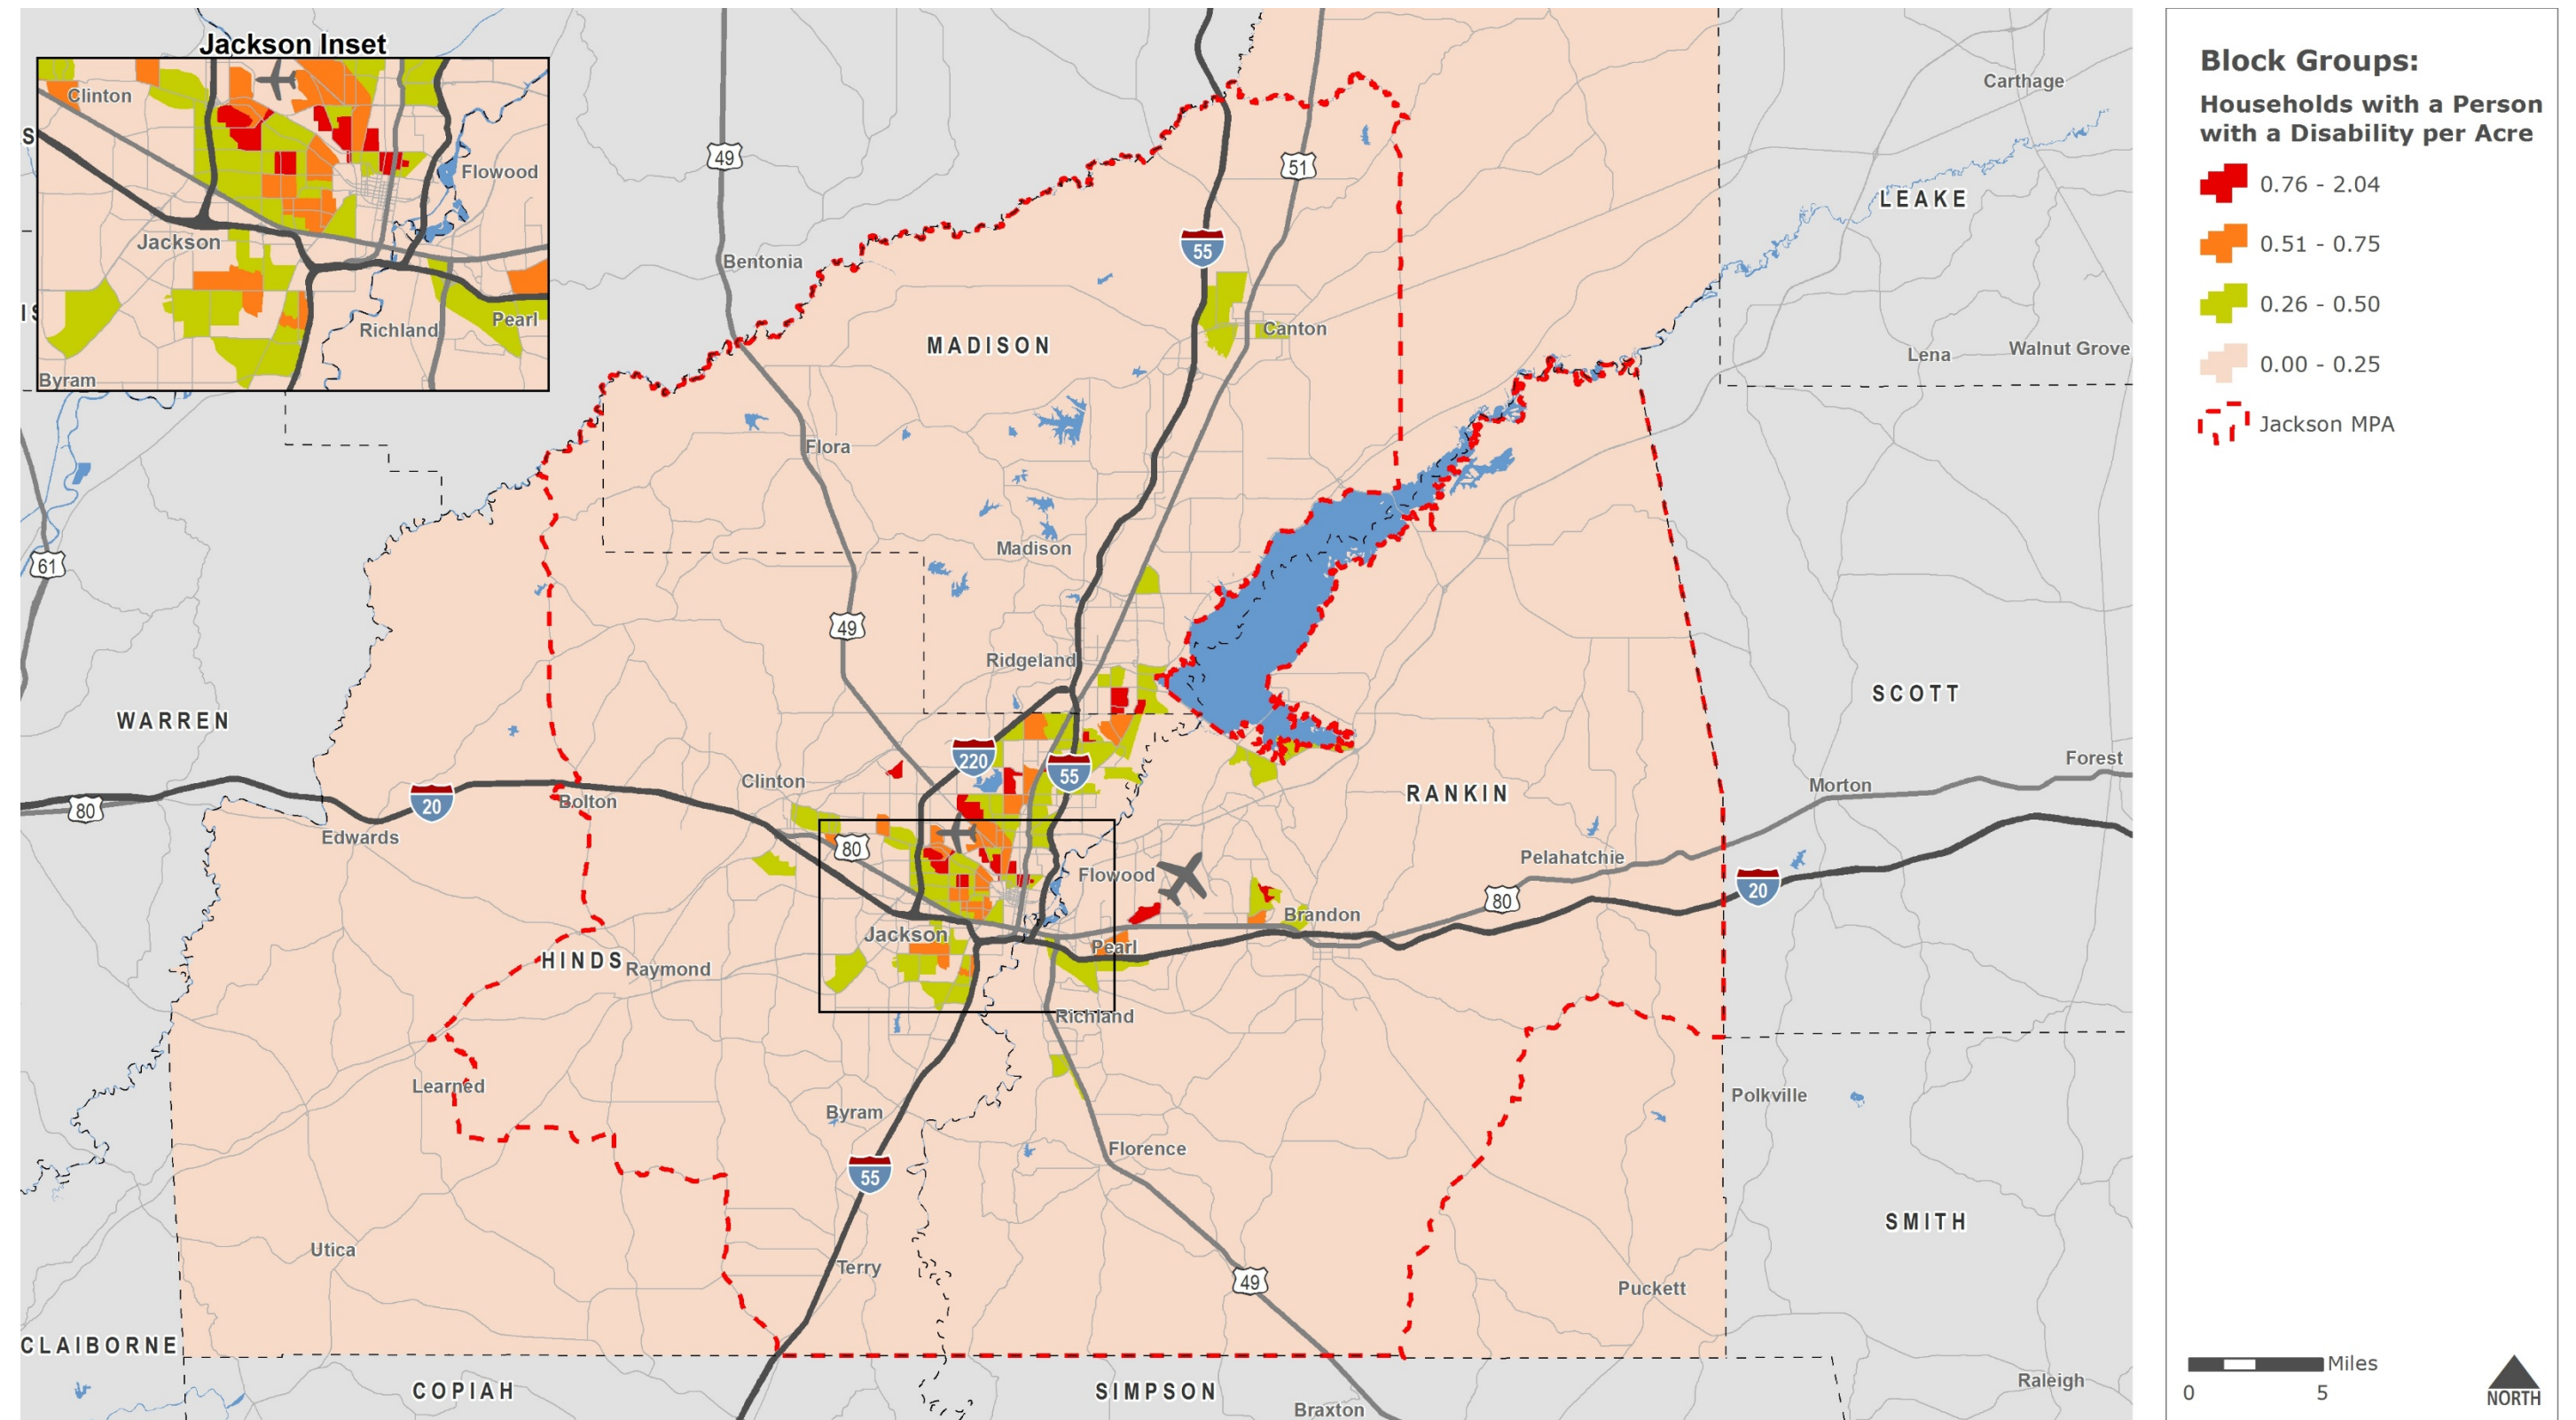 Jackson Inset
Clinton
Flowood
Jackson
Richland
Pearl
Byram
S
49
51
55
Carthage
LEAKE
Bentonia
MADISON
Canton
Lena
Walnut Grove
Flora
Madison
61
49
Ridgeland
WARREN
SCOTT
220
55
Clinton
Forest
RANKIN
Morton
20
Bolton
80
Edwards
80
Pelahatchie
Flowood
20
80
Brandon
Jackson
Pearl
HINDS
Raymond
Richland
Learned
Polkville
Byram
Florence
55
SMITH
Utica
Terry
49
Puckett
CLAIBORNE
COPIAH
SIMPSON
Raleigh
Braxton
Block Groups:
Households with a Person
with a Disability per Acre
0.76 - 2.04
0.51 - 0.75
0.26 - 0.50
0.00 - 0.25
Jackson MPA
Miles
0 5
NORTH